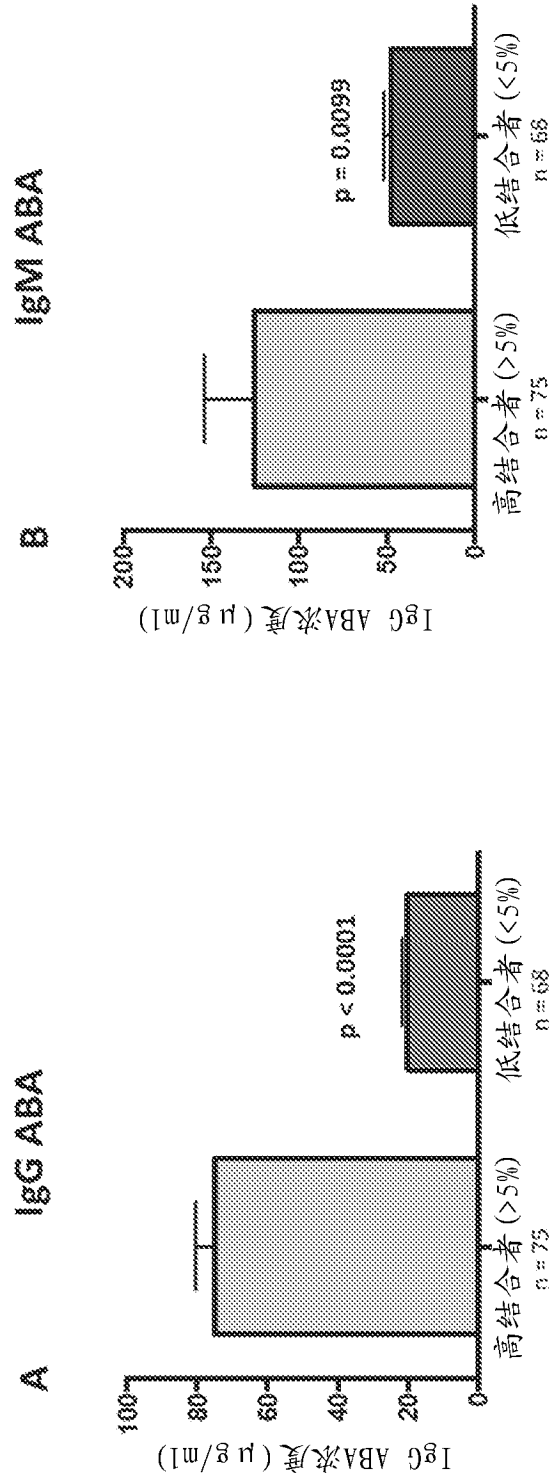 A
IgG ABA
IgG ABA浓度 (μg/ml)
100
80
60
40
20
0
p < 0.0001
高结合者 (>5%)
n = 75
低结合者 (<5%)
n = 68
B
IgM ABA
IgG ABA浓度 (μg/ml)
200
150
100
50
0
p = 0.0099
高结合者 (>5%)
n = 75
低结合者 (<5%)
n = 68